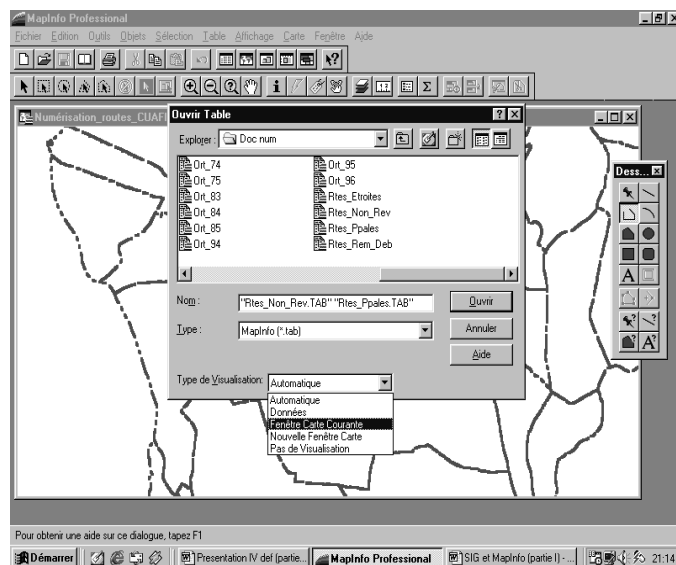 MapInfo Professional
Fichier Edition Outils Objets Sélection Table Affichage Carte Fenêtre Aide
Numérisation_routes_CUAFI
Ouvrir Table
Explorer : Doc num
Ort_74
Ort_75
Ort_83
Ort_84
Ort_85
Ort_94
Ort_95
Ort_96
Rtes_Etroites
Rtes_Non_Rev
Rtes_Ppales
Rtes_Rem_Deb
Nom : "Rtes_Non_Rev.TAB" "Rtes_Ppales.TAB" Ouvrir
Type : MapInfo (*.tab) Annuler
Aide
Type de Visualisation: Automatique
Automatique
Données
Fenêtre Carte Courante
Nouvelle Fenêtre Carte
Pas de Visualisation
Dess...
Pour obtenir une aide sur ce dialogue, tapez F1
Démarrer Presentation IV def (partie... MapInfo Professional SIG et MapInfo (partie I) - ... 21:14